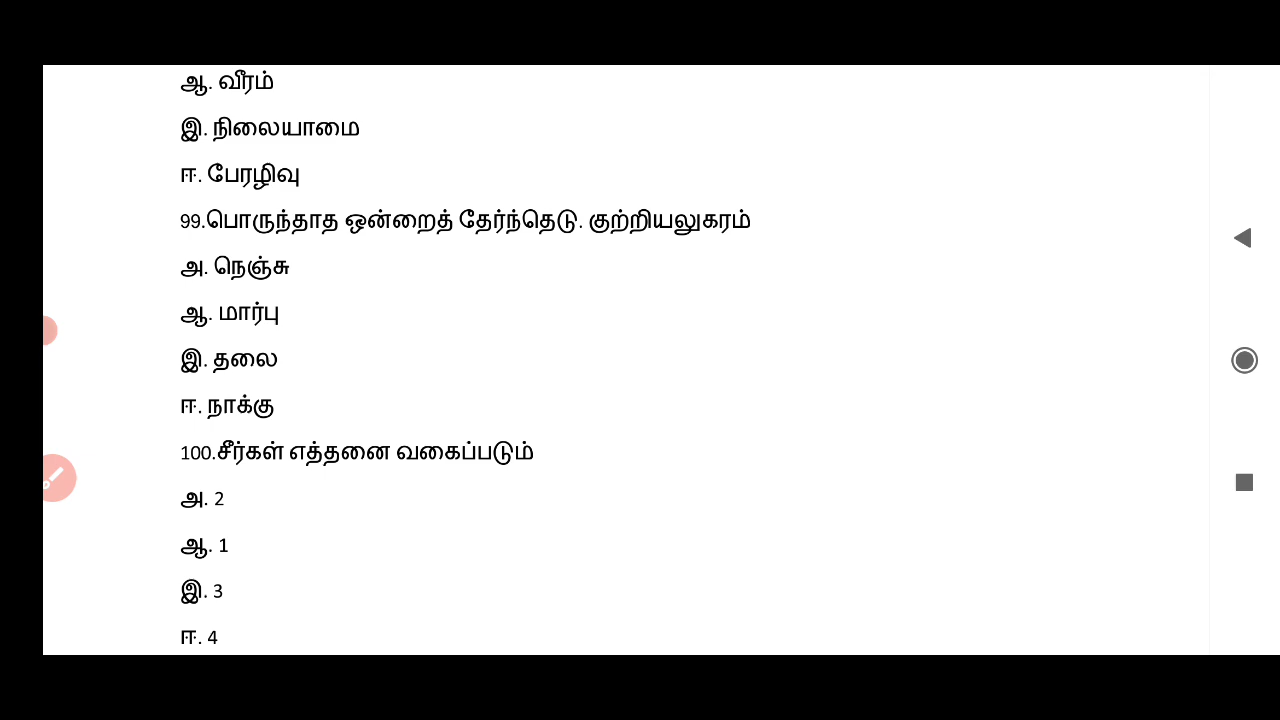 ஆ. வீரம்
இ. நிலையாமை
ஈ. பேரழிவு
99.பொருந்தாத ஒன்றைத் தேர்ந்தெடு. குற்றியலுகரம்
அ. நெஞ்சு
ஆ. மார்பு
இ. தலை
ஈ. நாக்கு
100.சீர்கள் எத்தனை வகைப்படும்
அ. 2
ஆ. 1
இ. 3
ஈ. 4